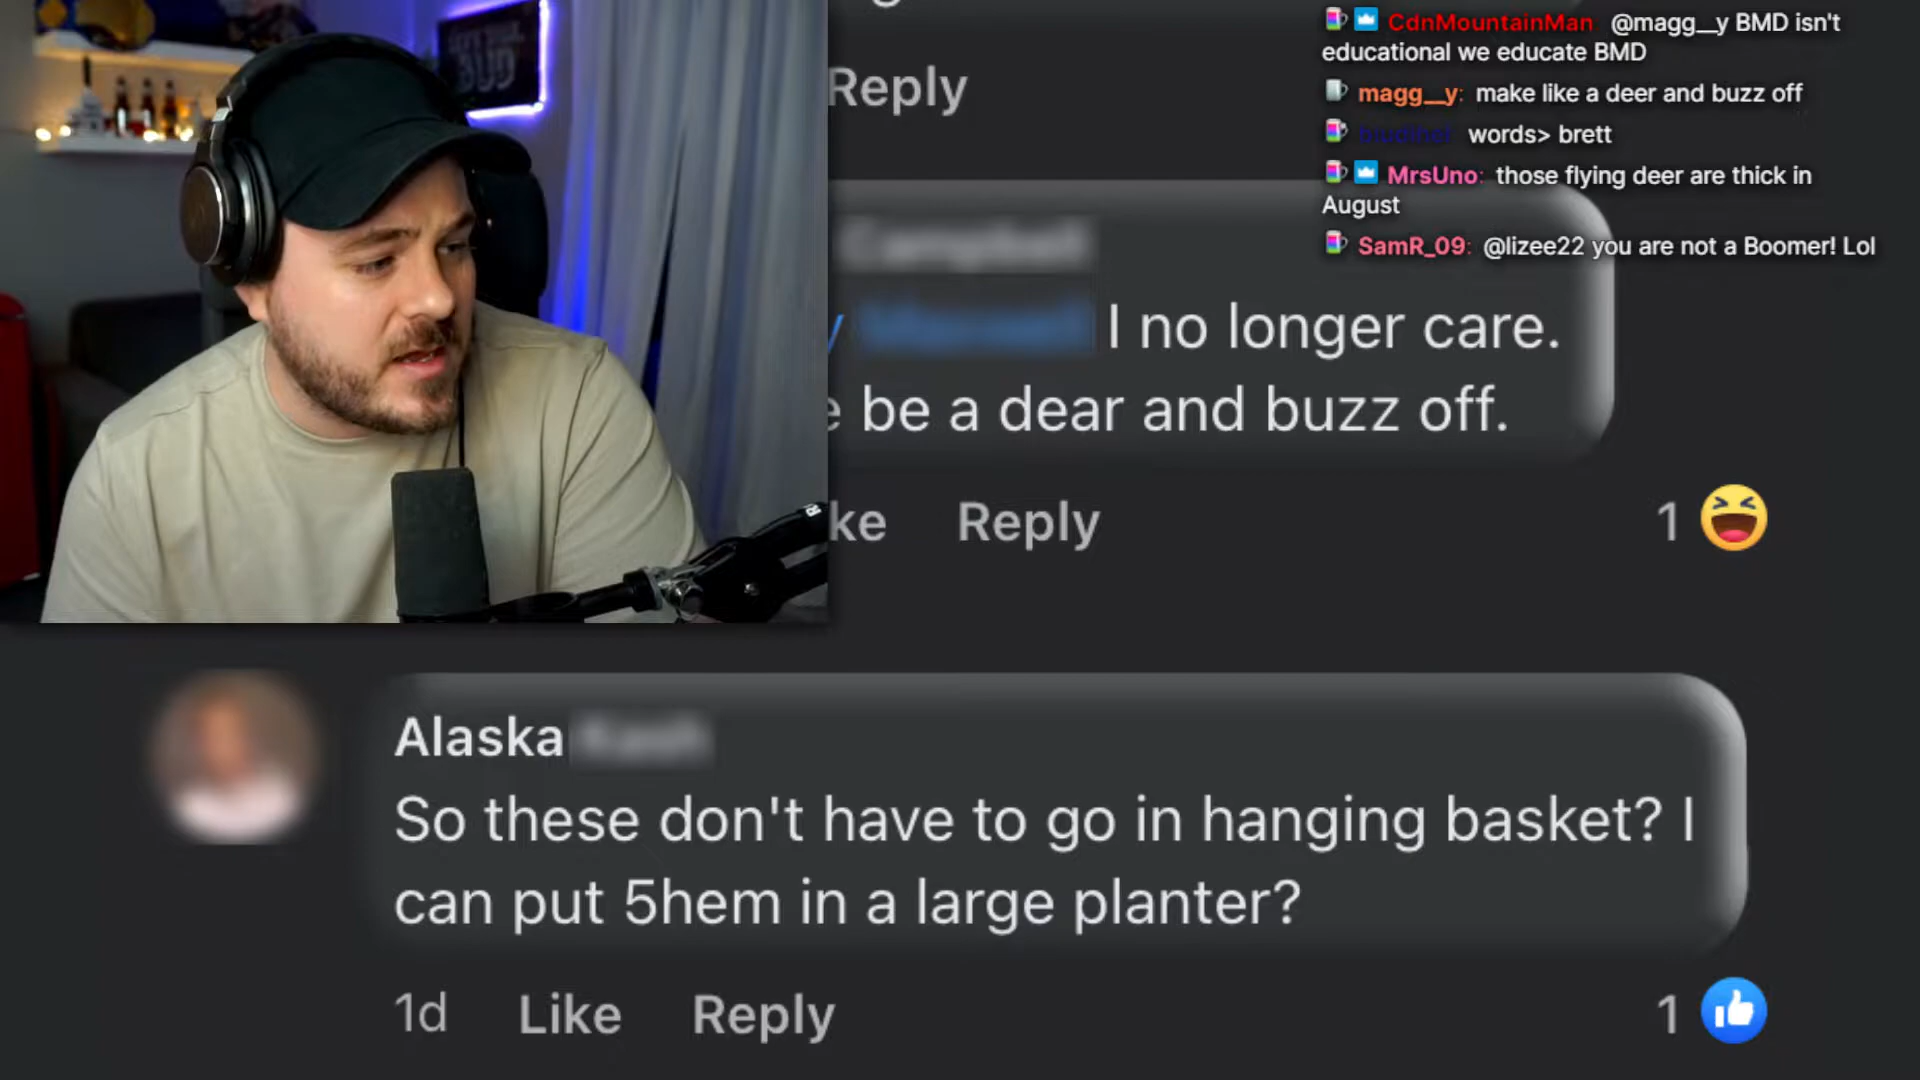 BUD
Reply
CdnMountainMan @magg__y BMD isn't
educational we educate BMD
magg__y: make like a deer and buzz off
words> brett
MrsUno: those flying deer are thick in
August
SamR_09: @lizee22 you are not a Boomer! Lol
I no longer care.
be a dear and buzz off.
ke Reply 1
Alaska
So these don't have to go in hanging basket? I
can put 5hem in a large planter?
1d Like Reply 1